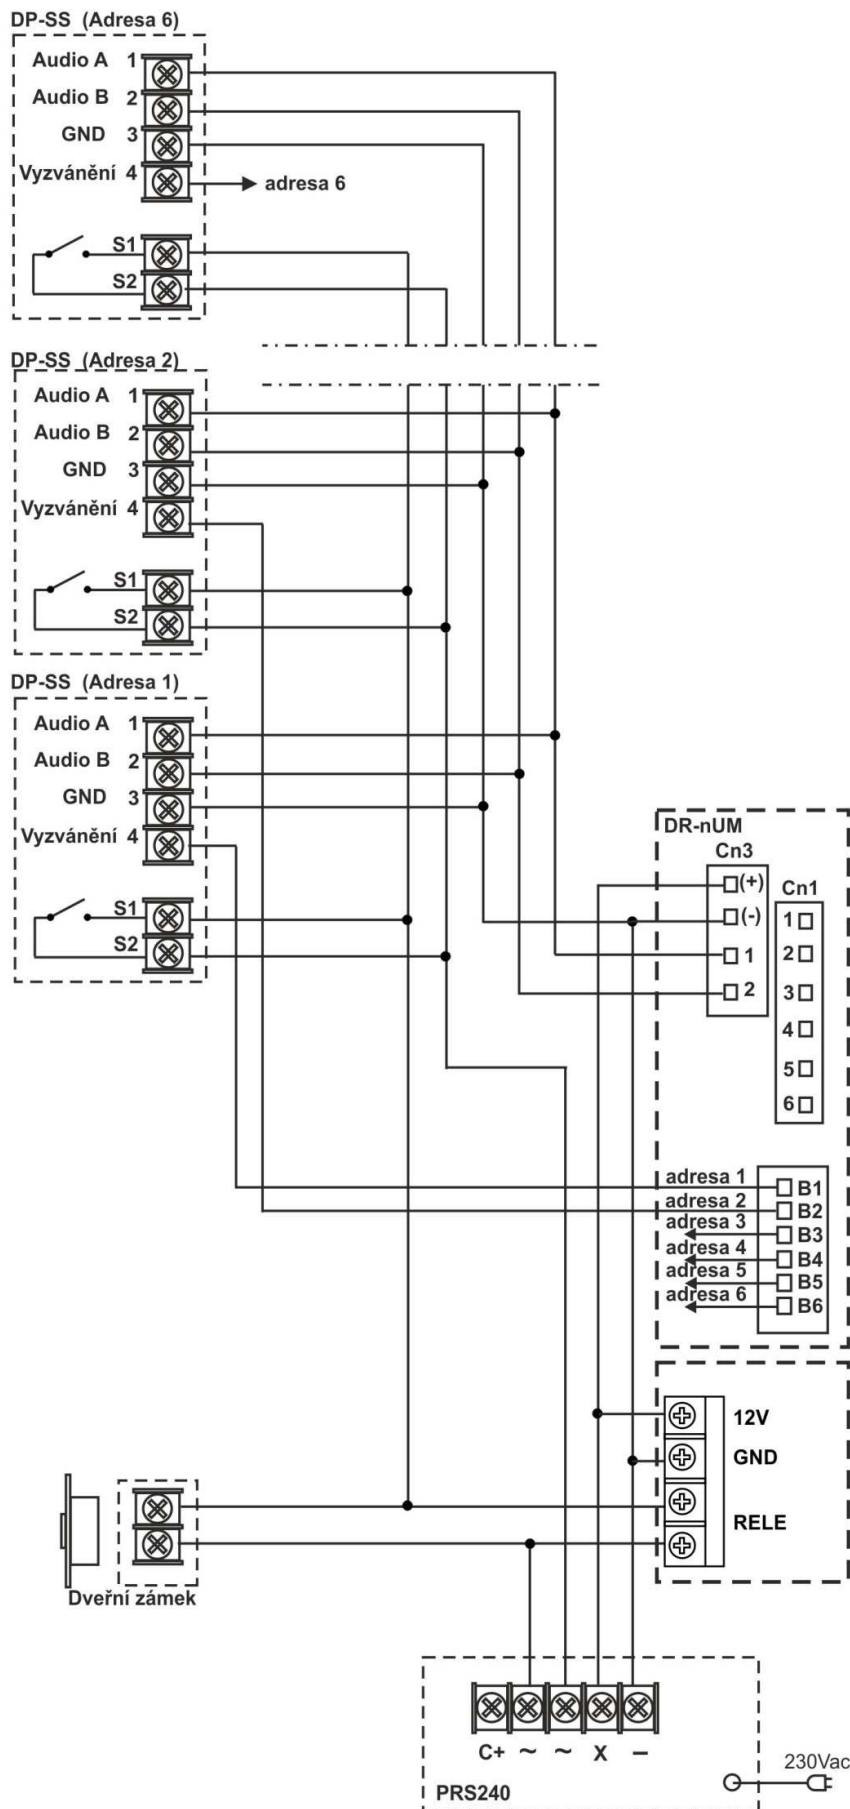 DP-SS (Adresa 6)
Audio A 1
Audio B 2
GND 3
Vyzvánění 4
adresa 6
S1
S2
DP-SS (Adresa 2)
Audio A 1
Audio B 2
GND 3
Vyzvánění 4
S1
S2
DP-SS (Adresa 1)
Audio A 1
Audio B 2
GND 3
Vyzvánění 4
S1
S2
DR-nUM
Cn3
(+)
(-)
1
2
Cn1
1
2
3
4
5
6
adresa 1 B1
adresa 2 B2
adresa 3 B3
adresa 4 B4
adresa 5 B5
adresa 6 B6
12V
GND
RELE
Dveřní zámek
C+ ~ ~ X –
230Vac
PRS240